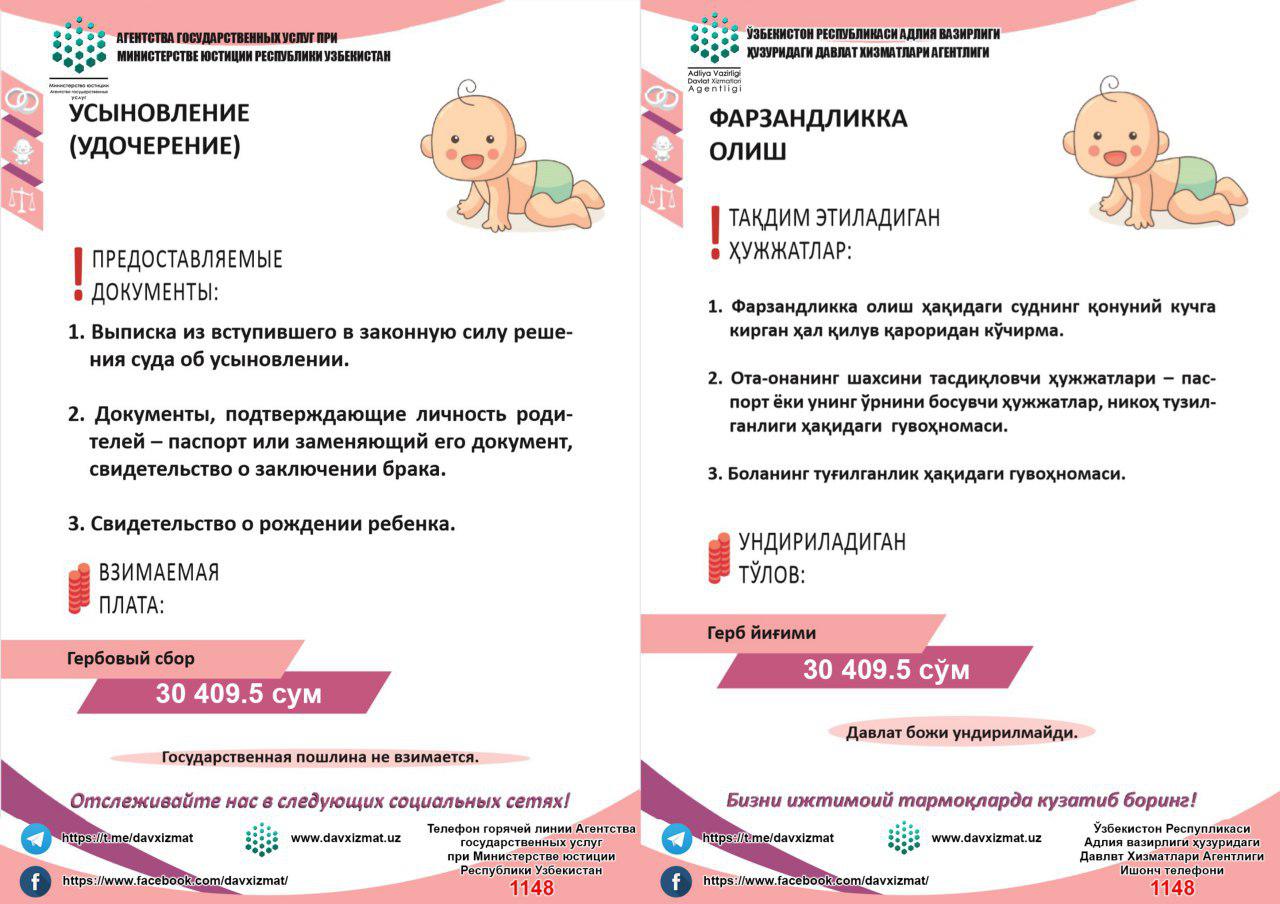 АГЕНТСТВА ГОСУДАРСТВЕННЫХ УСЛУГ ПРИ
МИНИСТЕРСТВЕ ЮСТИЦИИ РЕСПУБЛИКИ УЗБЕКИСТАН
Министерства юстиции
Агентство государственных
услуг
УСЫНОВЛЕНИЕ
(УДОЧЕРЕНИЕ)
ПРЕДОСТАВЛЯЕМЫЕ
ДОКУМЕНТЫ:
1. Выписка из вступившего в законную силу реше-
ния суда об усыновлении.
2. Документы, подтверждающие личность роди-
телей – паспорт или заменяющий его документ,
свидетельство о заключении брака.
3. Свидетельство о рождении ребенка.
ВЗИМАЕМАЯ
ПЛАТА:
Гербовый сбор
30 409.5 сум
Государственная пошлина не взимается.
Отслеживайте нас в следующих социальных сетях!
https://t.me/davxizmat
www.davxizmat.uz
https://www.facebook.com/davxizmat/
Телефон горячей линии Агентства
государственных услуг
при Министерстве юстиции
Республики Узбекистан
1148
ЎЗБЕКИСТОН РЕСПУБЛИКАСИ АДЛИЯ ВАЗИРЛИГИ
ҲУЗУРИДАГИ ДАВЛАТ ХИЗМАТЛАРИ АГЕНТЛИГИ
Adliya Vazirligi
Davlat Xizmatlari
Agentligi
ФАРЗАНДЛИККА
ОЛИШ
ТАҚДИМ ЭТИЛАДИГАН
ҲУЖЖАТЛАР:
1. Фарзандликка олиш ҳақидаги суднинг қонуний кучга
кирган ҳал қилув қароридан кўчирма.
2. Ота-онанинг шахсини тасдиқловчи ҳужжатлари – пас-
порт ёки унинг ўрнини босувчи ҳужжатлар, никоҳ тузил-
ганлиги ҳақидаги гувоҳномаси.
3. Боланинг туғилганлик ҳақидаги гувоҳномаси.
УНДИРИЛАДИГАН
ТЎЛОВ:
Герб йиғими
30 409.5 сўм
Давлат божи ундирилмайди.
Бизни ижтимоий тармоқларда кузатиб боринг!
https://t.me/davxizmat
www.davxizmat.uz
https://www.facebook.com/davxizmat/
Ўзбекистон Респупликаси
Адлия вазирлиги ҳузуридаги
Давлвт Хизматлари Агентлиги
Ишонч телефони
1148